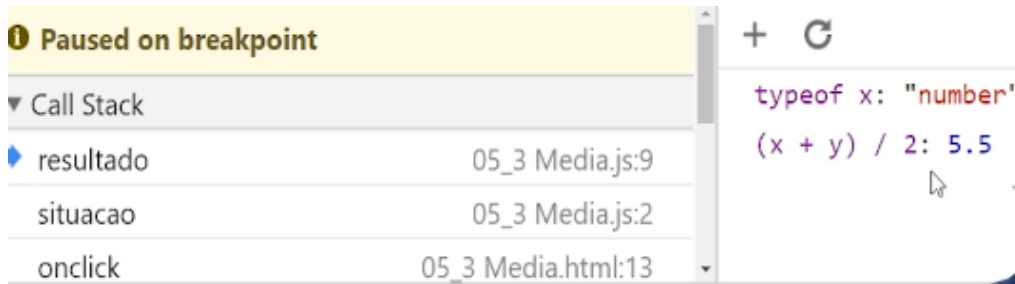 Paused on breakpoint
Call Stack
resultado 05_3 Media.js:9
situacao 05_3 Media.js:2
onclick 05_3 Media.html:13
typeof x: "number"
(x + y) / 2: 5.5